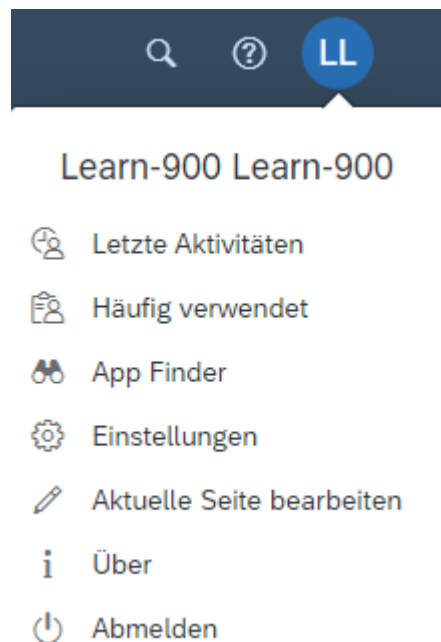 LL
Learn-900 Learn-900
Letzte Aktivitäten
Häufig verwendet
App Finder
Einstellungen
Aktuelle Seite bearbeiten
Über
Abmelden